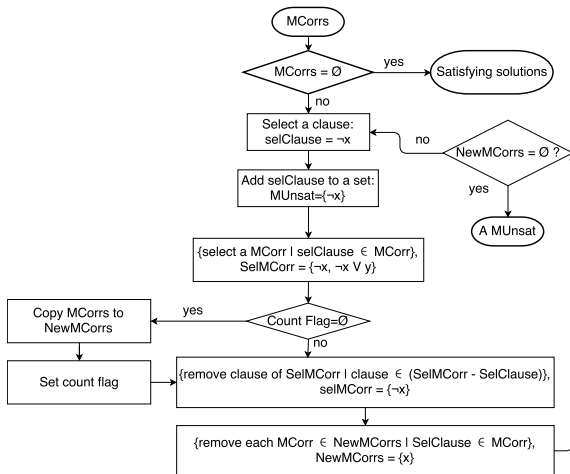 MCorrs
MCorrs = Ø
yes
Satisfying solutions
no
Select a clause:
selClause = ¬x
no
NewMCorrs = Ø ?
yes
A MUnsat
Add selClause to a set:
MUnsat={¬x}
{select a MCorr | selClause ∈ MCorr},
SelMCorr = {¬x, ¬x V y}
Count Flag=Ø
yes
no
Copy MCorrs to
NewMCorrs
Set count flag
{remove clause of SelMCorr | clause ∈ (SelMCorr - SelClause)},
selMCorr = {¬x}
{remove each MCorr ∈ NewMCorrs | SelClause ∈ MCorr},
NewMCorrs = {x}